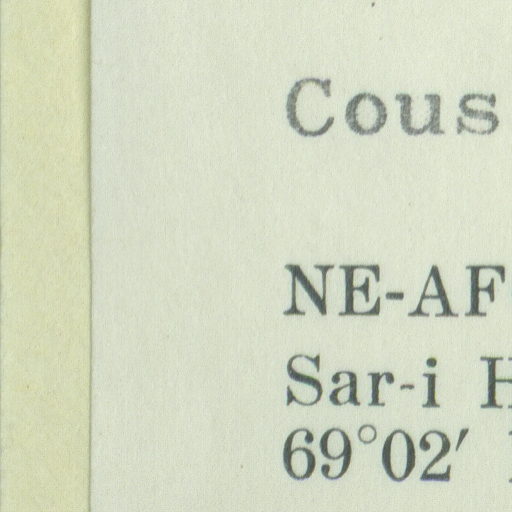 Cous
NE-AF
Sar-i H
69°02′